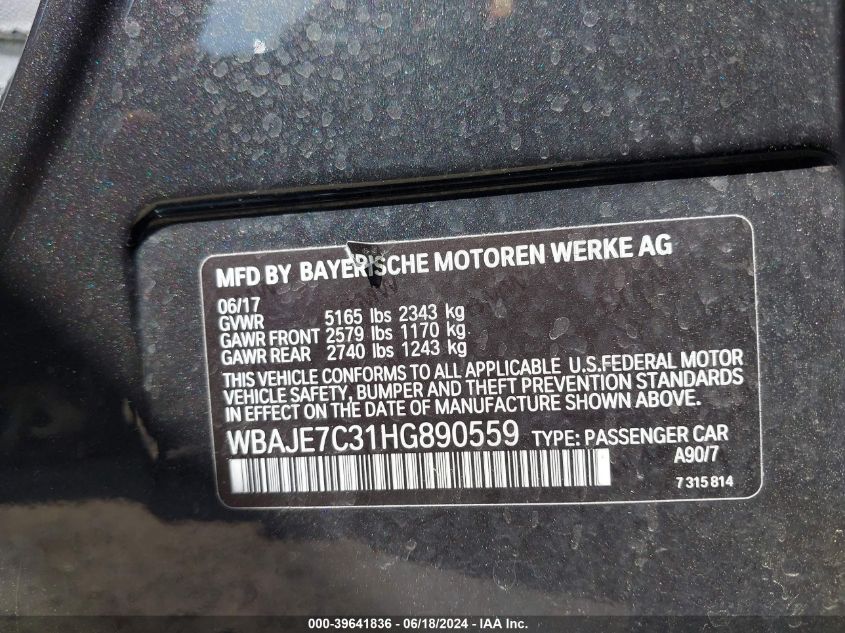 MFD BY BAYERISCHE MOTOREN WERKE AG
06/17
GVWR 5165 lbs 2343 kg
GAWR FRONT 2579 lbs 1170 kg
GAWR REAR 2740 lbs 1243 kg
THIS VEHICLE CONFORMS TO ALL APPLICABLE U.S.FEDERAL MOTOR
VEHICLE SAFETY, BUMPER AND THEFT PREVENTION STANDARDS
IN EFFECT ON THE DATE OF MANUFACTURE SHOWN ABOVE.
WBAJE7C31HG890559 TYPE: PASSENGER CAR
A90/7
7 315 814
000-39641836 - 06/18/2024 - IAA Inc.